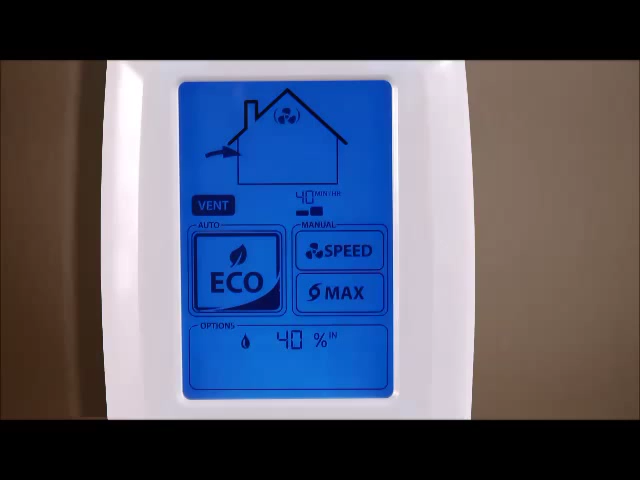 VENT
40 MIN/HR
AUTO
MANUAL
ECO
SPEED
MAX
OPTIONS
40 % IN